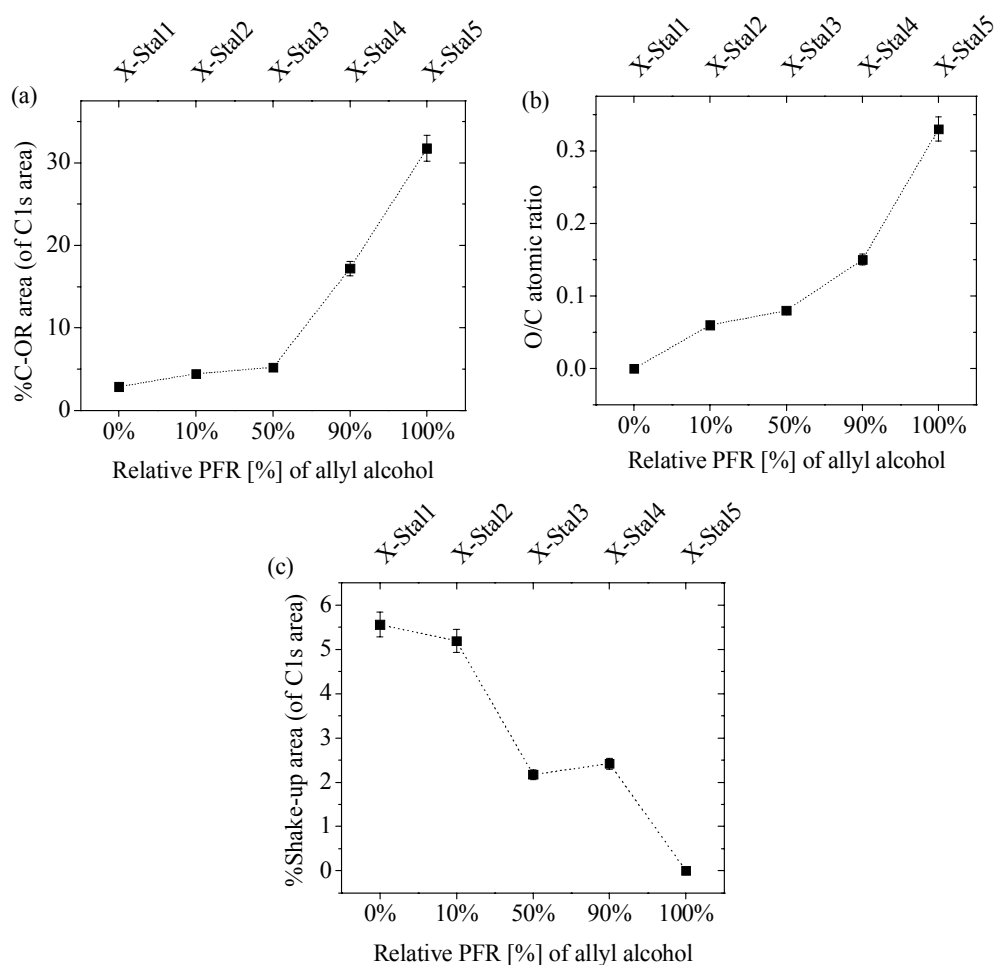 X-Stal1 X-Stal2 X-Stal3 X-Stal4 X-Stal5
(a)
%C-OR area (of C1s area)
30
20
10
0
0% 10% 50% 90% 100%
Relative PFR [%] of allyl alcohol
X-Stal1 X-Stal2 X-Stal3 X-Stal4 X-Stal5
(b)
O/C atomic ratio
0.3
0.2
0.1
0.0
0% 10% 50% 90% 100%
Relative PFR [%] of allyl alcohol
X-Stal1 X-Stal2 X-Stal3 X-Stal4 X-Stal5
(c)
%Shake-up area (of C1s area)
6
5
4
3
2
1
0
0% 10% 50% 90% 100%
Relative PFR [%] of allyl alcohol